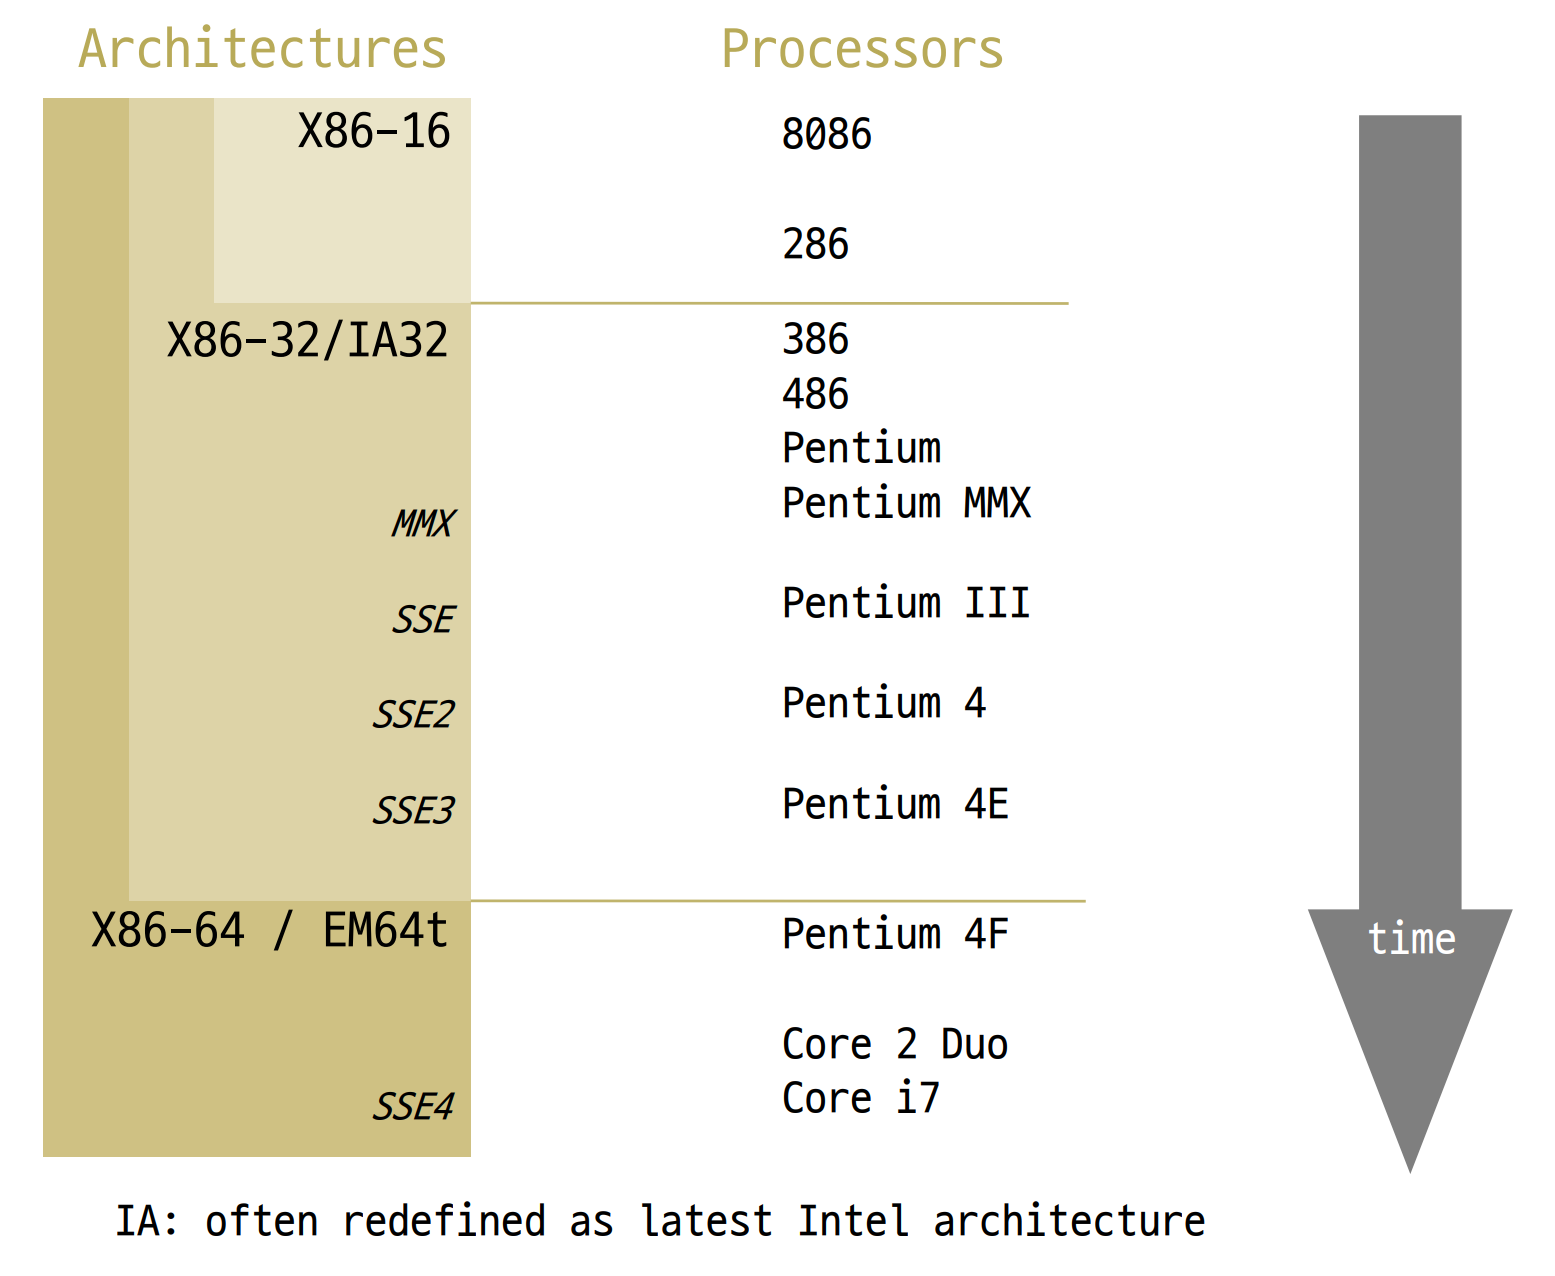 Architectures Processors
X86-16 8086
286
X86-32/IA32 386
486
Pentium
MMX Pentium MMX
SSE Pentium III
SSE2 Pentium 4
SSE3 Pentium 4E
X86-64 / EM64t Pentium 4F
time
Core 2 Duo
SSE4 Core i7
IA: often redefined as latest Intel architecture